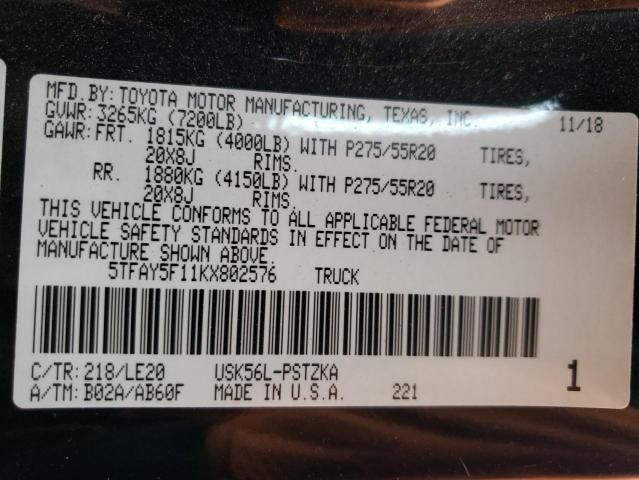 MFD.BY: TOYOTA MOTOR MANUFACTURING, TEXAS, INC. 11/18
GVWR: 3265KG (7200LB)
GAWR: FRT. 1815KG (4000LB) WITH P275/55R20 TIRES,
20X8J RIMS.
RR. 1880KG (4150LB) WITH P275/55R20 TIRES,
20X8J RIMS.
THIS VEHICLE CONFORMS TO ALL APPLICABLE FEDERAL MOTOR
VEHICLE SAFETY STANDARDS IN EFFECT ON THE DATE OF
MANUFACTURE SHOWN ABOVE.
5TFAY5F11KX802576 TRUCK
C/TR: 218/LE20 USK56L-PSTZKA 1
A/TM: B02A/AB60F MADE IN U.S.A. 221